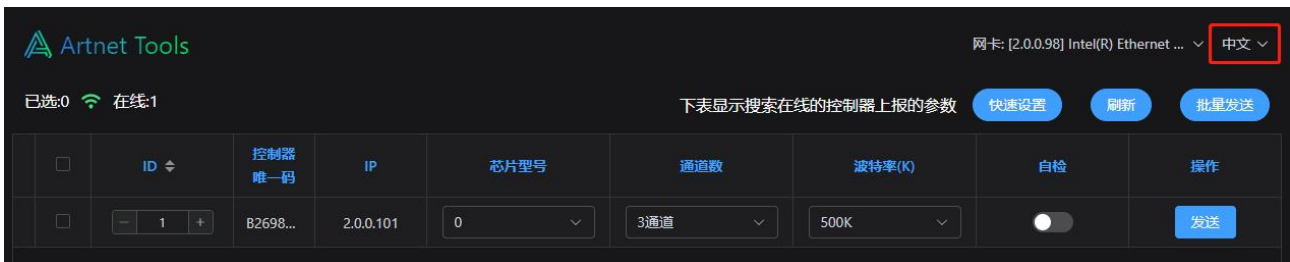 Artnet Tools
网卡: [2.0.0.98] Intel(R) Ethernet ...
中文
已选:0 在线:1
下表显示搜索在线的控制器上报的参数
快速设置
刷新
批量发送
ID
控制器
唯一码
IP
芯片型号
通道数
波特率(K)
自检
操作
1
B2698...
2.0.0.101
0
3通道
500K
发送